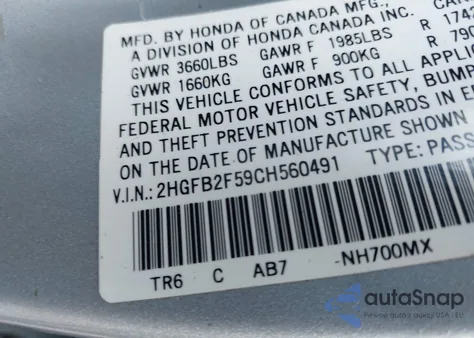 MFD. BY HONDA OF CANADA MFG.,
A DIVISION OF HONDA CANADA INC.
GVWR 3660LBS GAWR F 1985LBS R
GVWR 1660KG GAWR F 900KG R
THIS VEHICLE CONFORMS TO ALL
FEDERAL MOTOR VEHICLE SAFETY,
AND THEFT PREVENTION STANDARDS IN
ON THE DATE OF MANUFACTURE SHOWN
V.I.N.: 2HGFB2F59CH560491 TYPE: PASS
TR6 C AB7 -NH700MX
autoSnap